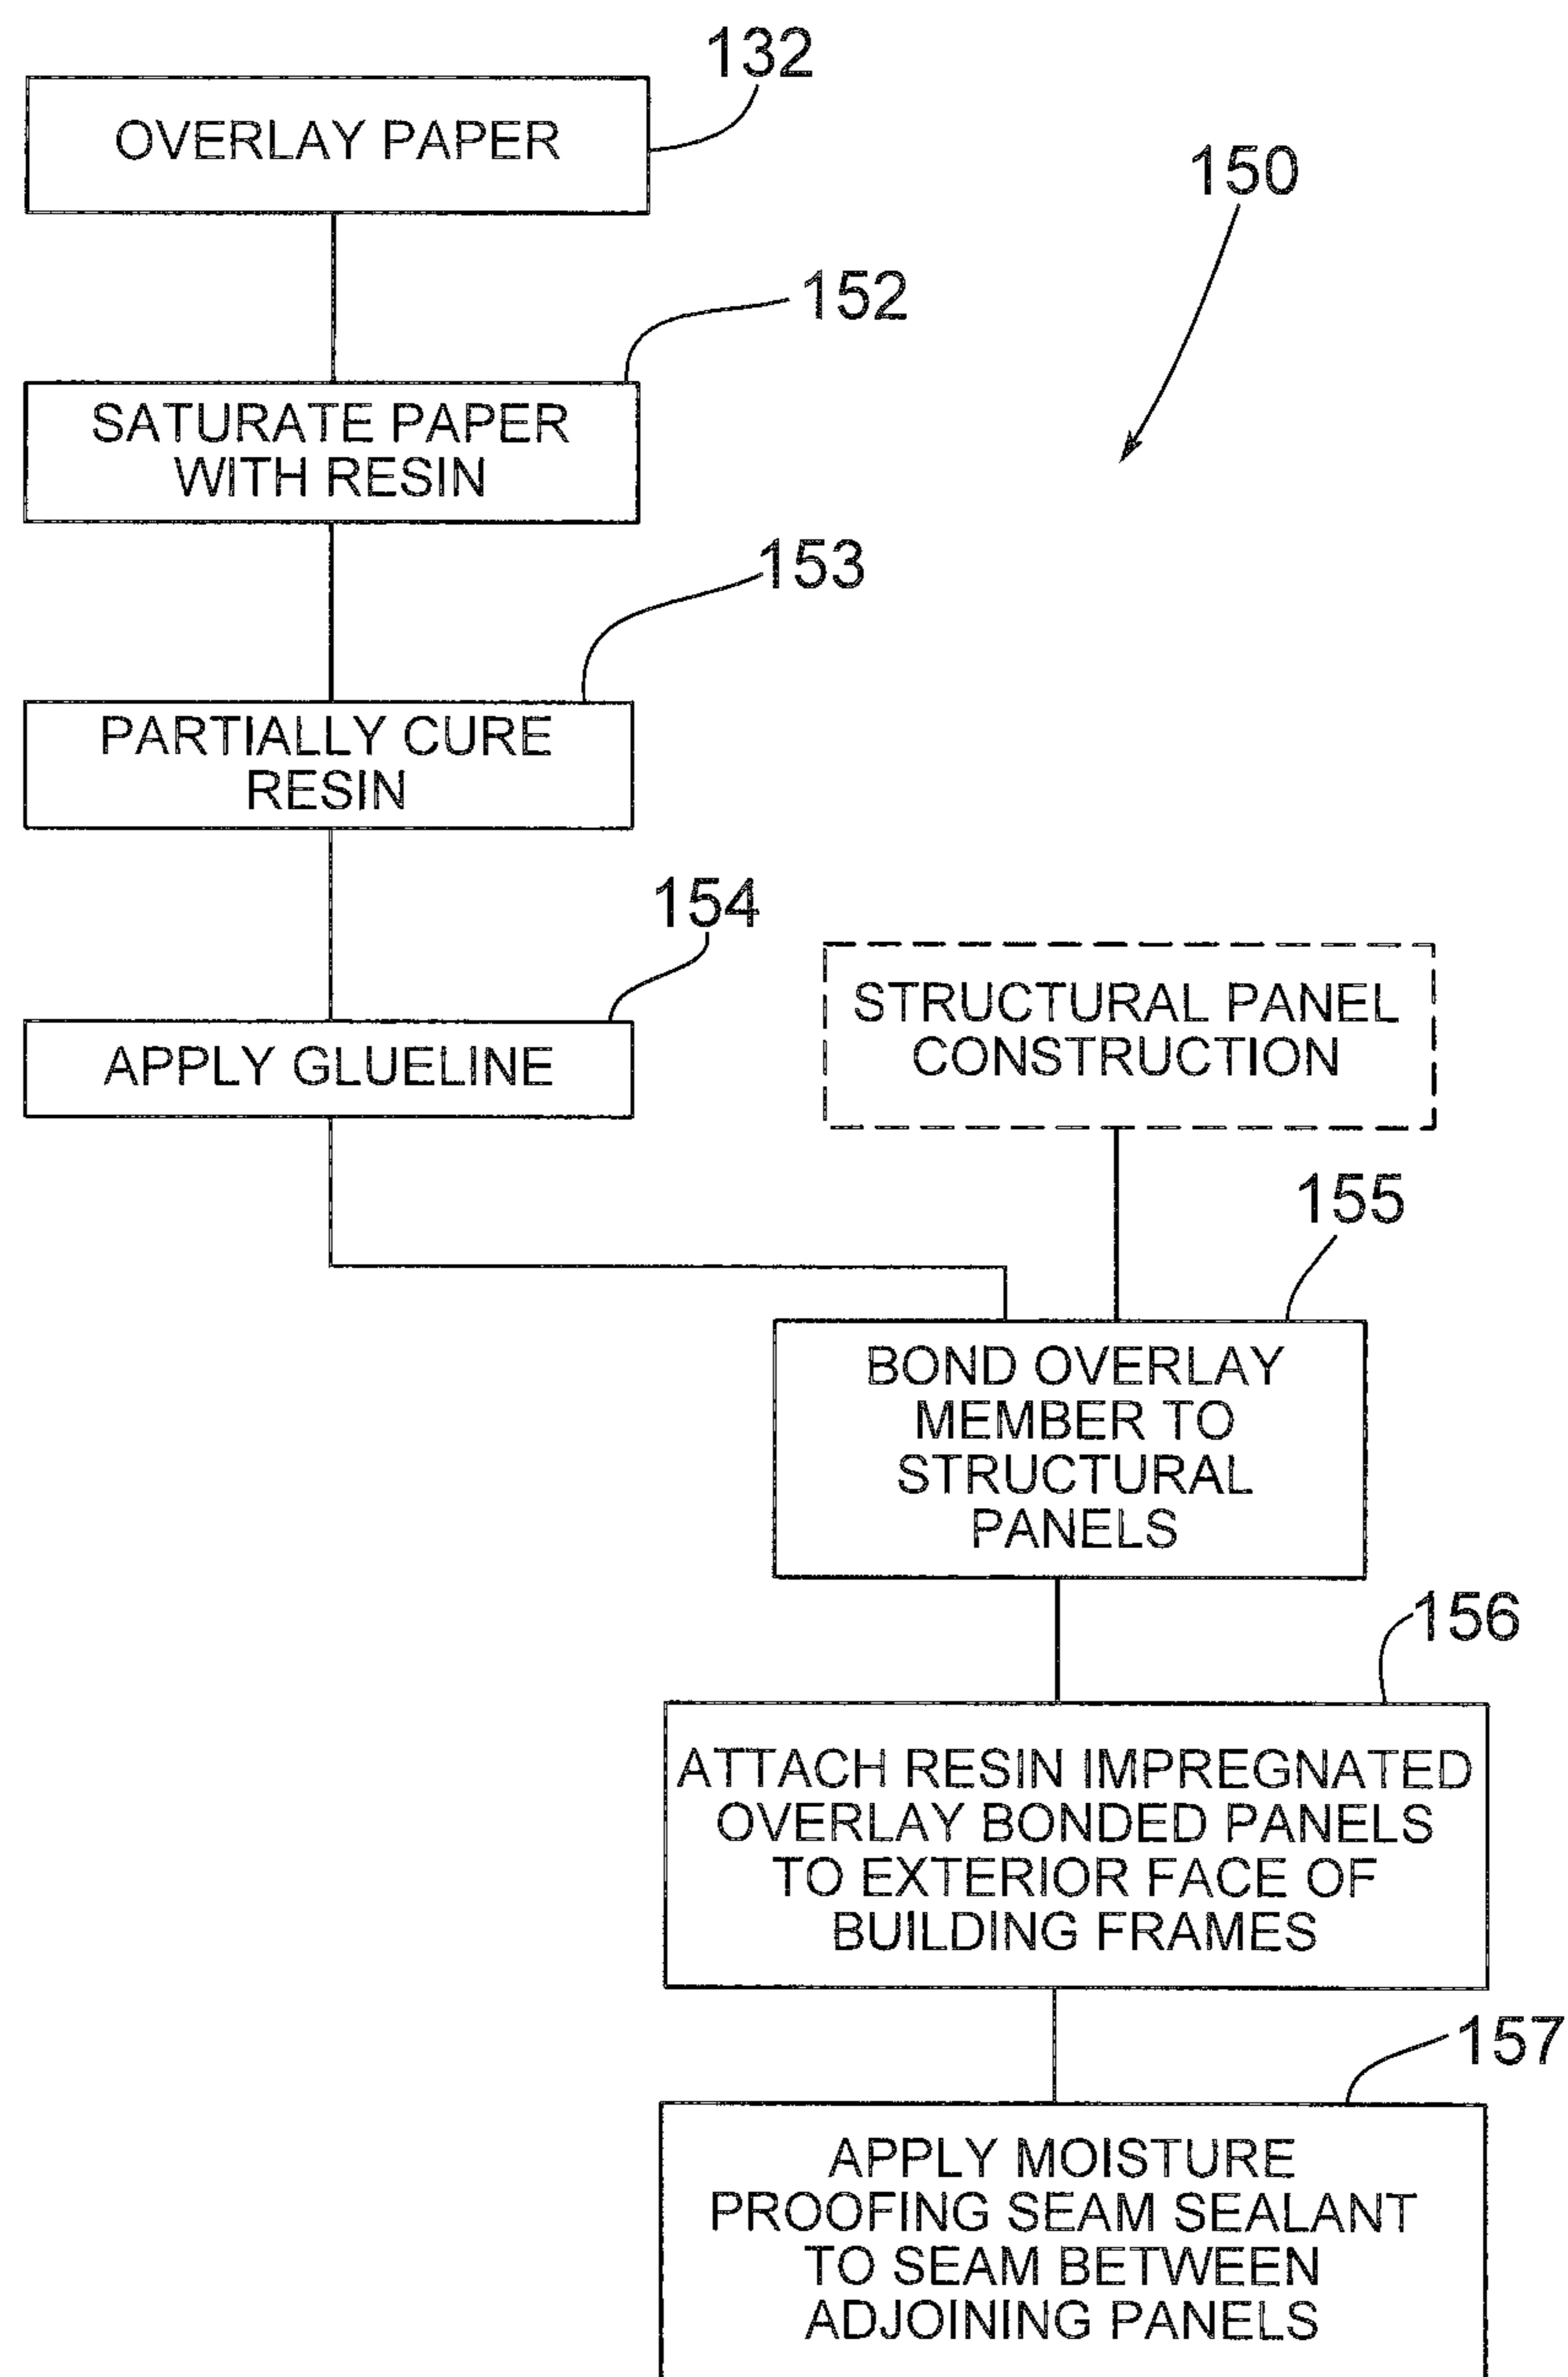 132
OVERLAY PAPER
150
152
SATURATE PAPER
WITH RESIN
153
PARTIALLY CURE
RESIN
154
APPLY GLUELINE
STRUCTURAL PANEL
CONSTRUCTION
155
BOND OVERLAY
MEMBER TO
STRUCTURAL
PANELS
156
ATTACH RESIN IMPREGNATED
OVERLAY BONDED PANELS
TO EXTERIOR FACE OF
BUILDING FRAMES
157
APPLY MOISTURE
PROOFING SEAM SEALANT
TO SEAM BETWEEN
ADJOINING PANELS